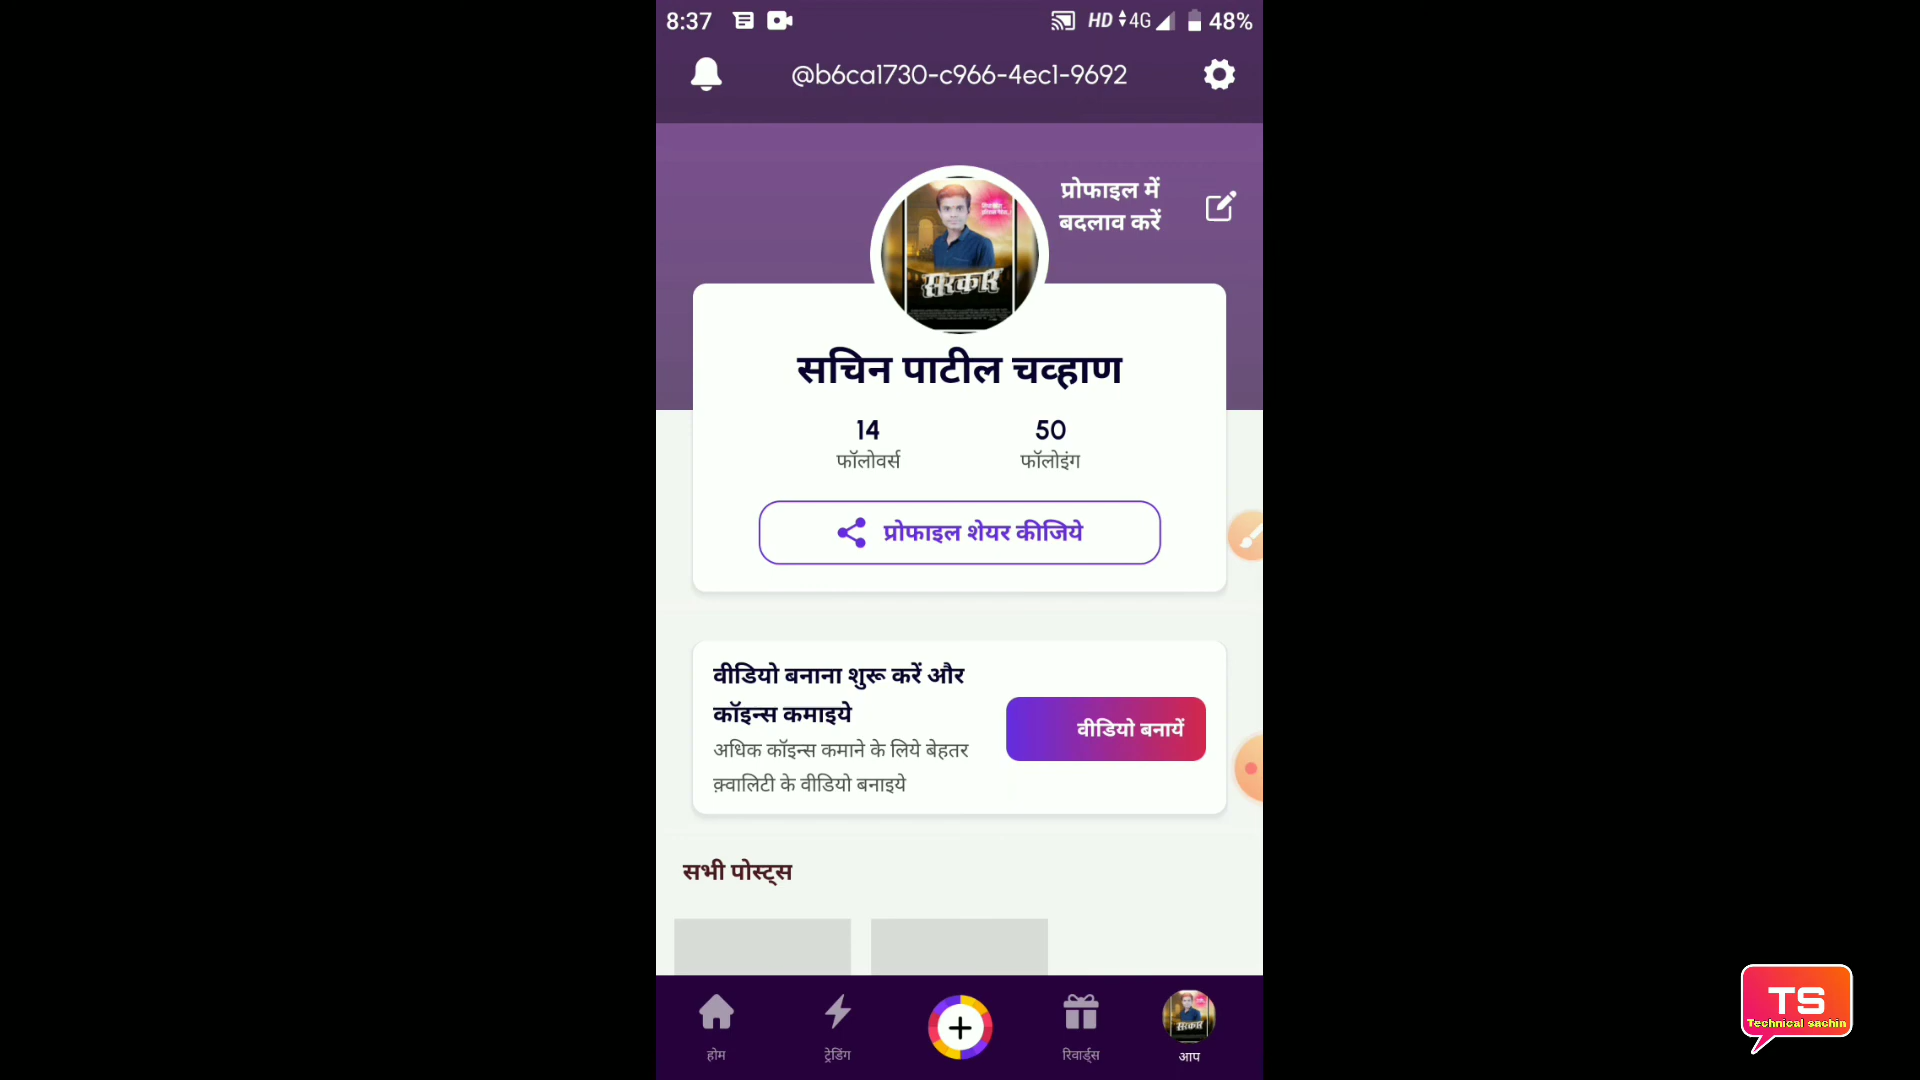 8:37
HD 4G 48%
@b6ca1730-c966-4ec1-9692
प्रोफाइल में
बदलाव करें
सरकार
सचिन पाटील चव्हाण
14
50
फॉलोवर्स
फॉलोइंग
प्रोफाइल शेयर कीजिये
वीडियो बनाना शुरू करें और
कॉइन्स कमाइये
अधिक कॉइन्स कमाने के लिये बेहतर
क़्वालिटी के वीडियो बनाइये
वीडियो बनायें
सभी पोस्ट्स
होम
ट्रेडिंग
रिवार्ड्स
सरकार
आप
TS
Technical sachin